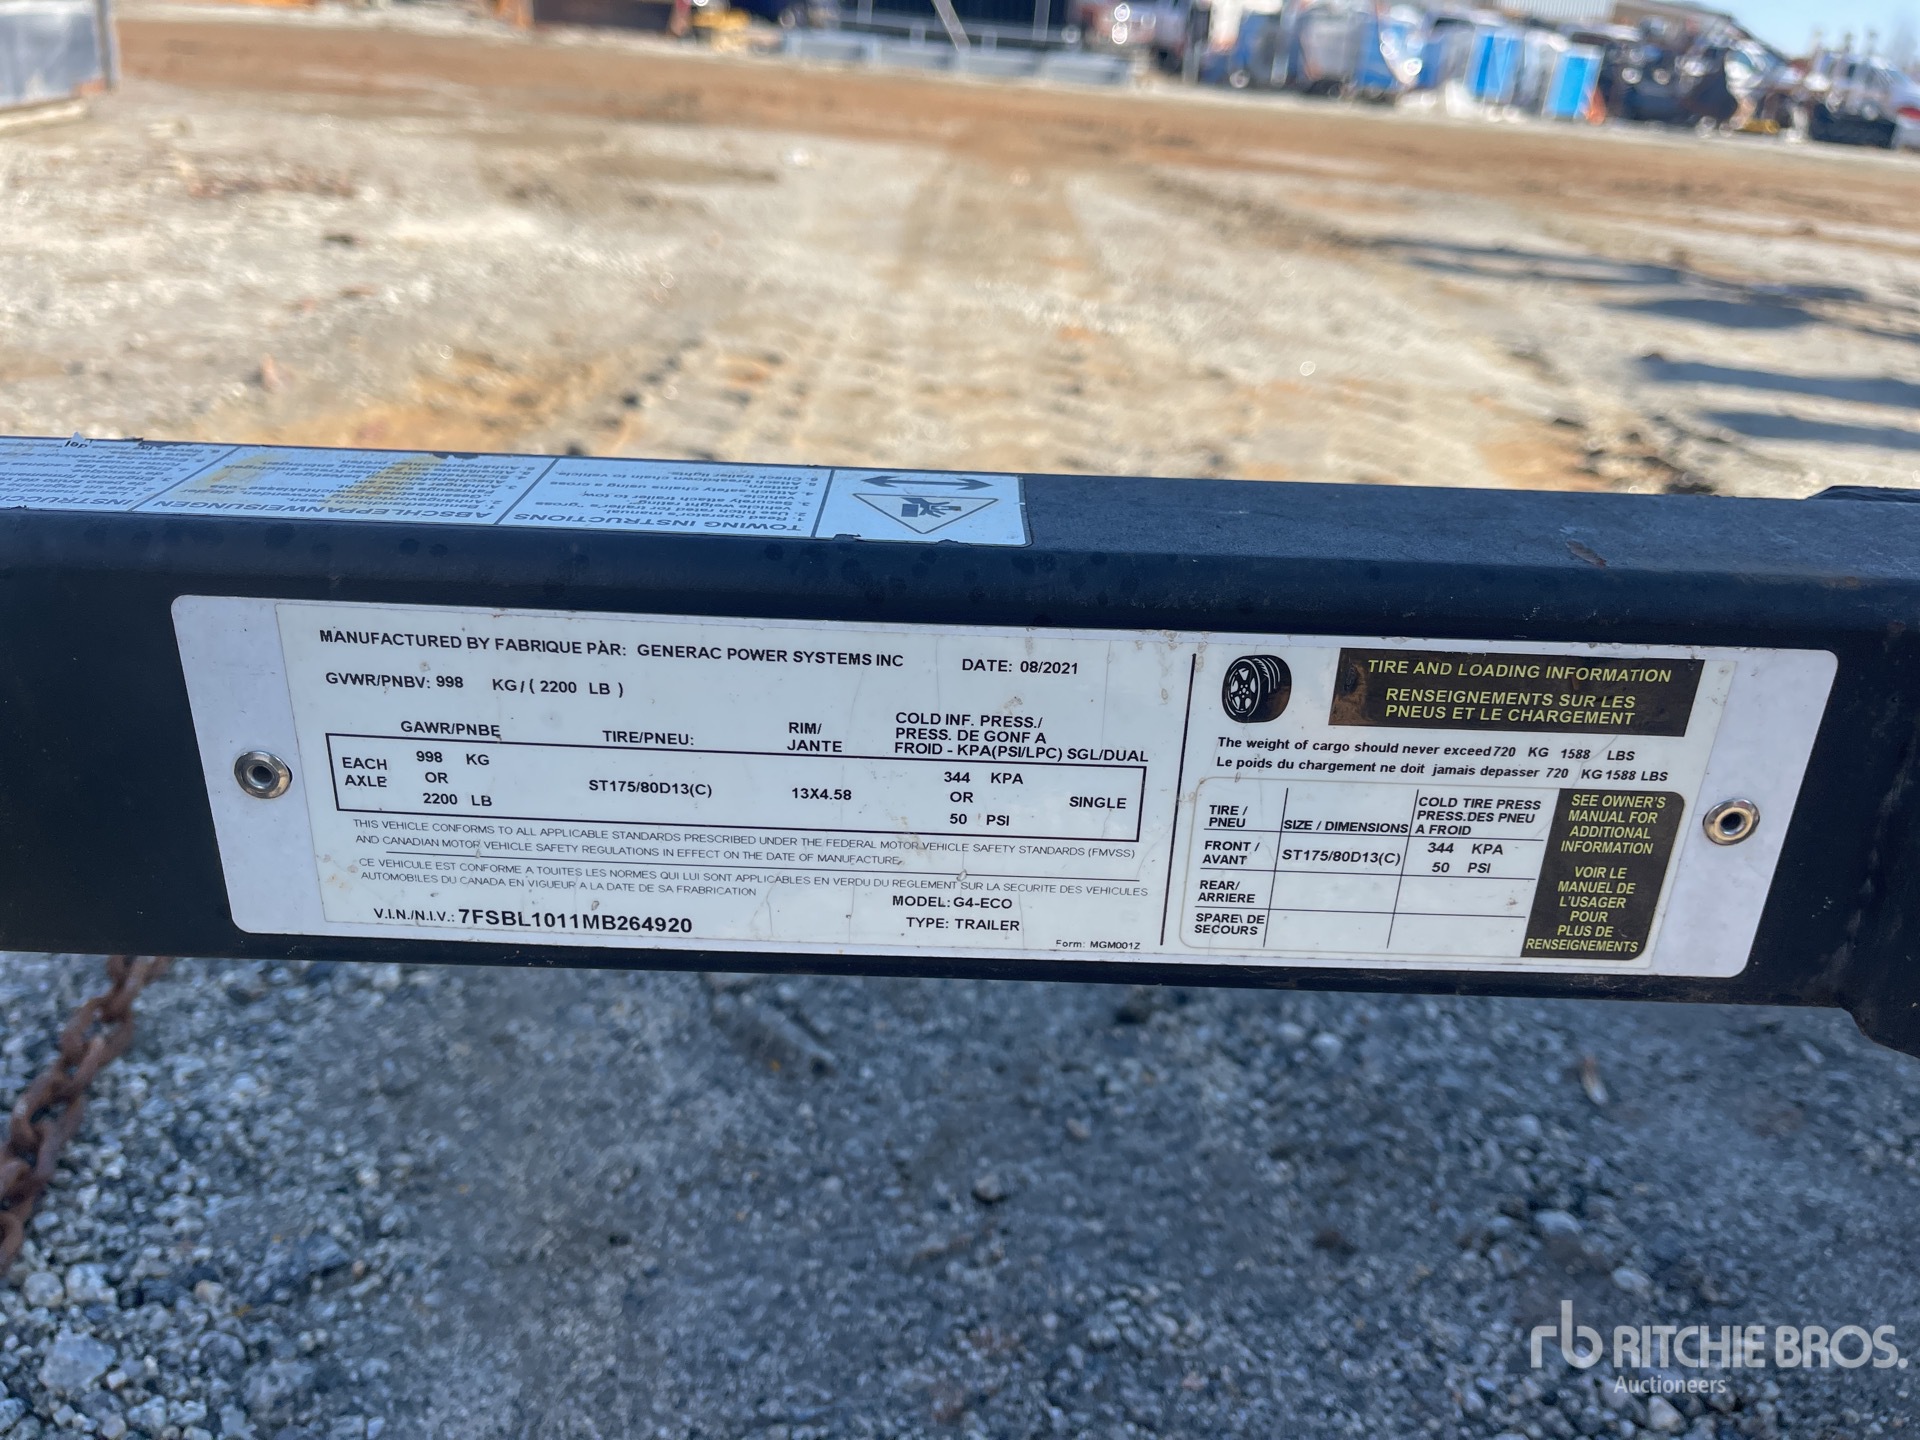 TOWING INSTRUCTIONS
ABSCHLEPPANWEISUNGEN
MANUFACTURED BY FABRIQUE PAR: GENERAC POWER SYSTEMS INC DATE: 08/2021
GVWR/PNBV: 998 KG/( 2200 LB )
GAWR/PNBE TIRE/PNEU: RIM/ JANTE COLD INF. PRESS./ PRESS. DE GONF A FROID - KPA(PSI/LPC) SGL/DUAL
EACH AXLE 998 KG OR 2200 LB ST175/80D13(C) 13X4.58 344 KPA OR 50 PSI SINGLE
THIS VEHICLE CONFORMS TO ALL APPLICABLE STANDARDS PRESCRIBED UNDER THE FEDERAL MOTOR VEHICLE SAFETY STANDARDS (FMVSS)
AND CANADIAN MOTOR VEHICLE SAFETY REGULATIONS IN EFFECT ON THE DATE OF MANUFACTURE.
CE VEHICULE EST CONFORME A TOUITES LES NORMES QUI LUI SONT APPLICABLES EN VERDU DU REGLEMENT SUR LA SECURITE DES VEHICULES
AUTOMOBILES DU CANADA EN VIGUEUR A LA DATE DE SA FRABRICATION
MODEL: G4-ECO
V.I.N./N.I.V.: 7FSBL1011MB264920 TYPE: TRAILER
Form: MGM001Z
TIRE AND LOADING INFORMATION
RENSEIGNEMENTS SUR LES
PNEUS ET LE CHARGEMENT
The weight of cargo should never exceed 720 KG 1588 LBS
Le poids du chargement ne doit jamais depasser 720 KG 1588 LBS
TIRE / PNEU SIZE / DIMENSIONS COLD TIRE PRESS PRESS.DES PNEU A FROID
FRONT / AVANT ST175/80D13(C) 344 KPA 50 PSI
REAR/ ARRIERE
SPARE\ DE SECOURS
SEE OWNER'S
MANUAL FOR
ADDITIONAL
INFORMATION
VOIR LE
MANUEL DE
L'USAGER
POUR
PLUS DE
RENSEIGNEMENTS
rb RITCHIE BROS.
Auctioneers